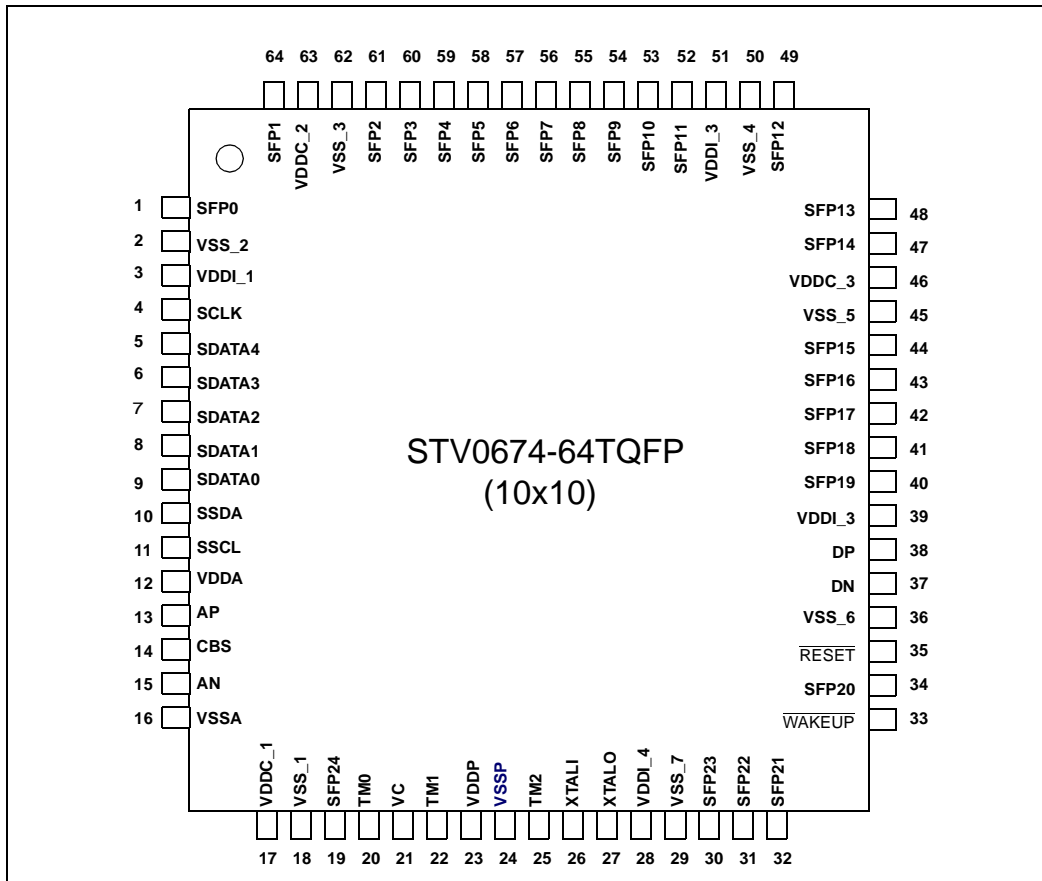 64 63 62 61 60 59 58 57 56 55 54 53 52 51 50 49
SFP1 VDDC_2 VSS_3 SFP2 SFP3 SFP4 SFP5 SFP6 SFP7 SFP8 SFP9 SFP10 SFP11 VDDI_3 VSS_4 SFP12
1 SFP0
2 VSS_2
3 VDDI_1
4 SCLK
5 SDATA4
6 SDATA3
7 SDATA2
8 SDATA1
9 SDATA0
10 SSDA
11 SSCL
12 VDDA
13 AP
14 CBS
15 AN
16 VSSA
STV0674-64TQFP
(10x10)
SFP13 48
SFP14 47
VDDC_3 46
VSS_5 45
SFP15 44
SFP16 43
SFP17 42
SFP18 41
SFP19 40
VDDI_3 39
DP 38
DN 37
VSS_6 36
RESET 35
SFP20 34
WAKEUP 33
VDDC_1 VSS_1 SFP24 TM0 VC TM1 VDDP VSSP TM2 XTALI XTALO VDDI_4 VSS_7 SFP23 SFP22 SFP21
17 18 19 20 21 22 23 24 25 26 27 28 29 30 31 32